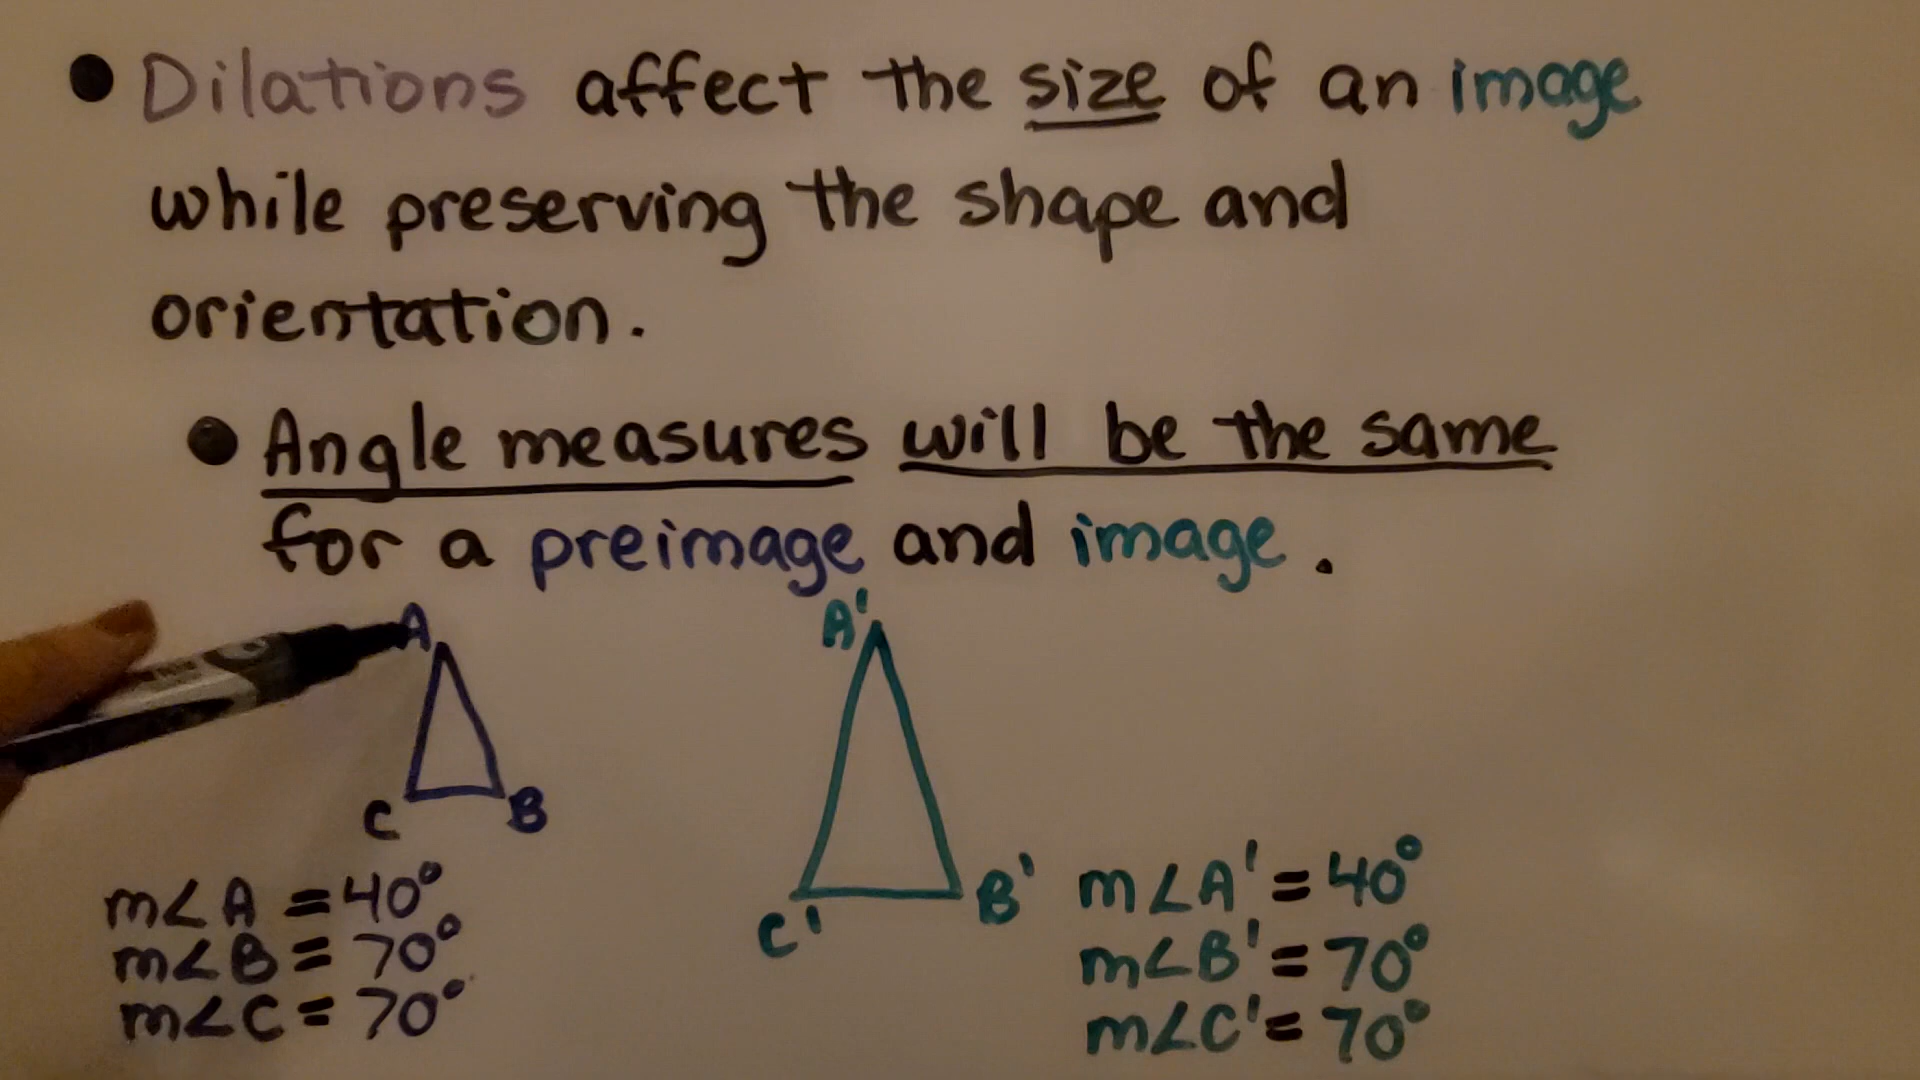 • Dilations affect the size of an image
while preserving the shape and
orientation.
• Angle measures will be the same
for a preimage and image.
A
A'
C
B
C'
B'
m∠A = 40°
m∠B = 70°
m∠C = 70°
m∠A' = 40°
m∠B' = 70°
m∠C' = 70°